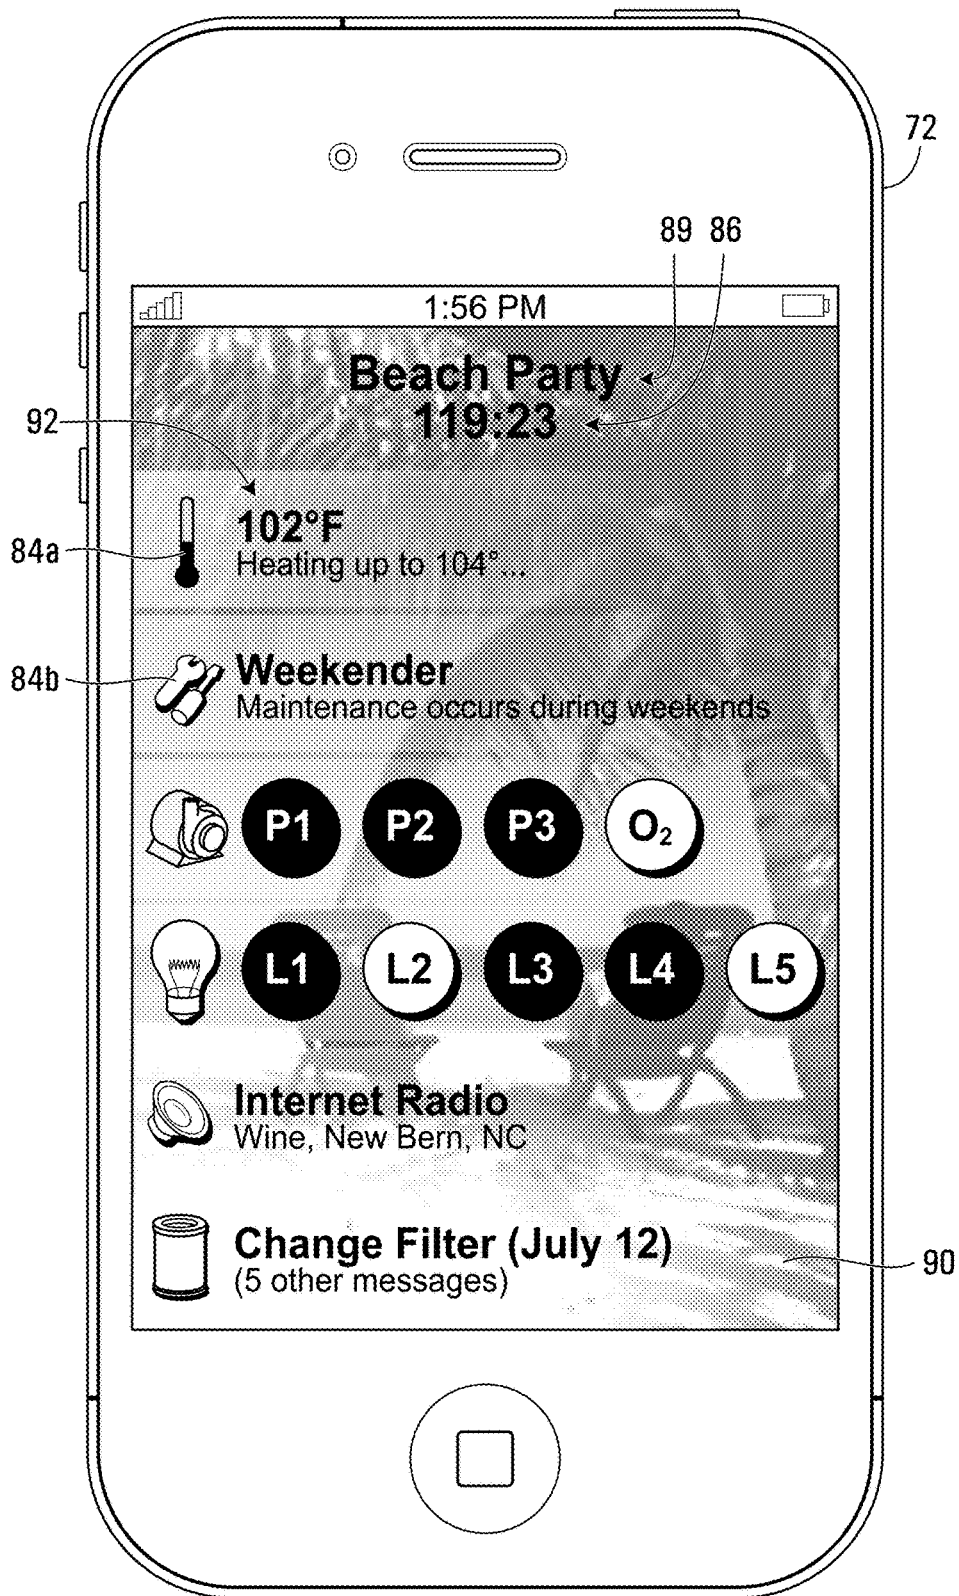 72
89 86
1:56 PM
Beach Party
119:23
92
102°F
84a
Heating up to 104°...
84b
Weekender
Maintenance occurs during weekends
P1 P2 P3 O₂
L1 L2 L3 L4 L5
Internet Radio
Wine, New Bern, NC
Change Filter (July 12)
(5 other messages)
90